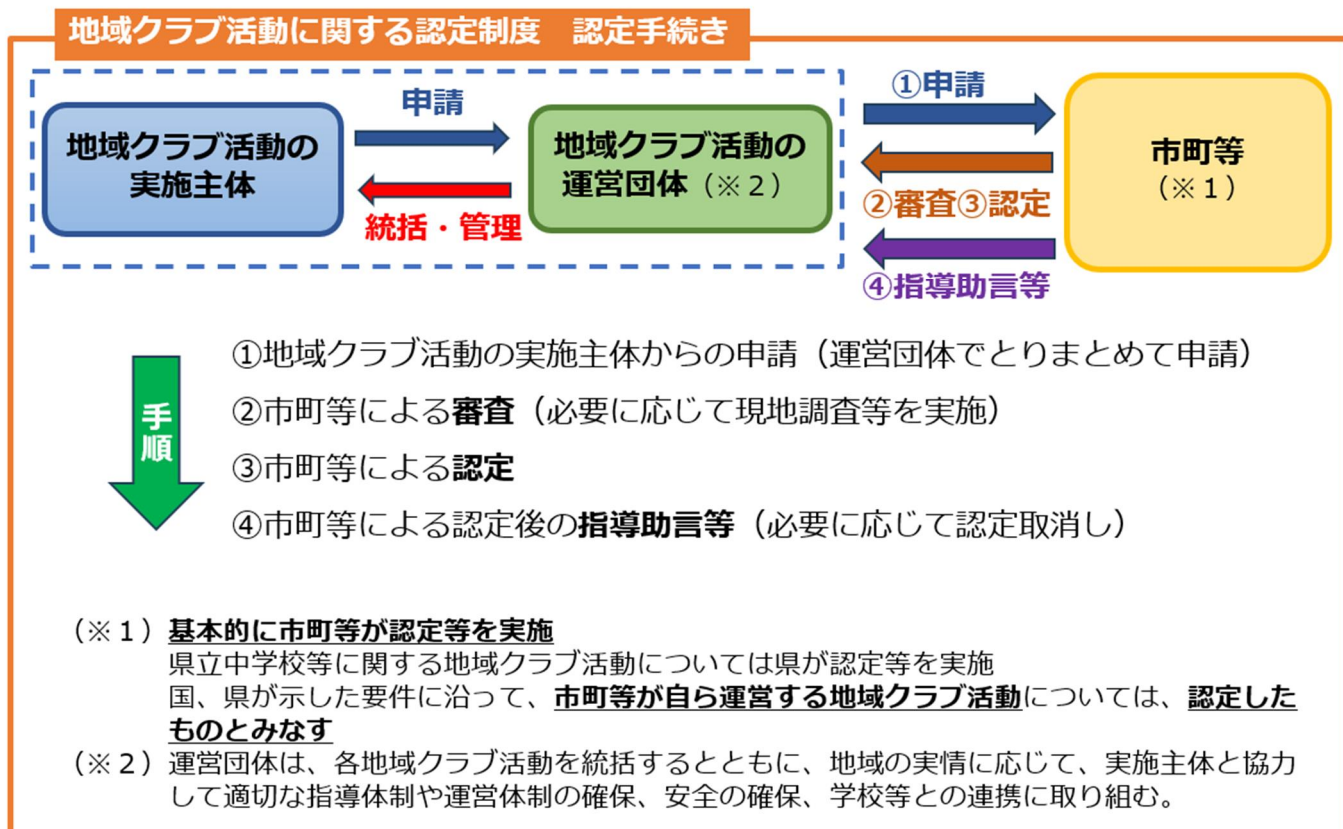 地域クラブ活動に関する認定制度　認定手続き
地域クラブ活動の
実施主体
申請
統括・管理
地域クラブ活動の
運営団体（※２）
①申請
②審査③認定
④指導助言等
市町等
（※１）
手順
①地域クラブ活動の実施主体からの申請（運営団体でとりまとめて申請）
②市町等による審査（必要に応じて現地調査等を実施）
③市町等による認定
④市町等による認定後の指導助言等（必要に応じて認定取消し）
（※１）基本的に市町等が認定等を実施
県立中学校等に関する地域クラブ活動については県が認定等を実施
国、県が示した要件に沿って、市町等が自ら運営する地域クラブ活動については、認定した
ものとみなす
（※２）運営団体は、各地域クラブ活動を統括するとともに、地域の実情に応じて、実施主体と協力
して適切な指導体制や運営体制の確保、安全の確保、学校等との連携に取り組む。